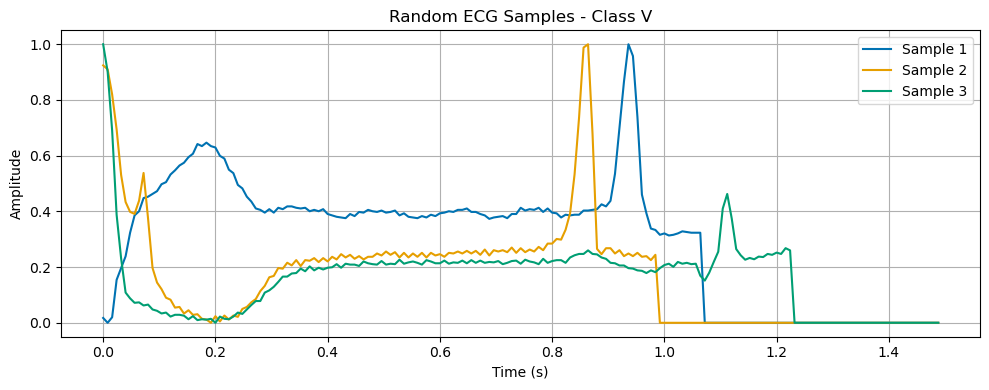 Random ECG Samples - Class V
Amplitude
1.0
0.8
0.6
0.4
0.2
0.0
Sample 1
Sample 2
Sample 3
0.0 0.2 0.4 0.6 0.8 1.0 1.2 1.4
Time (s)